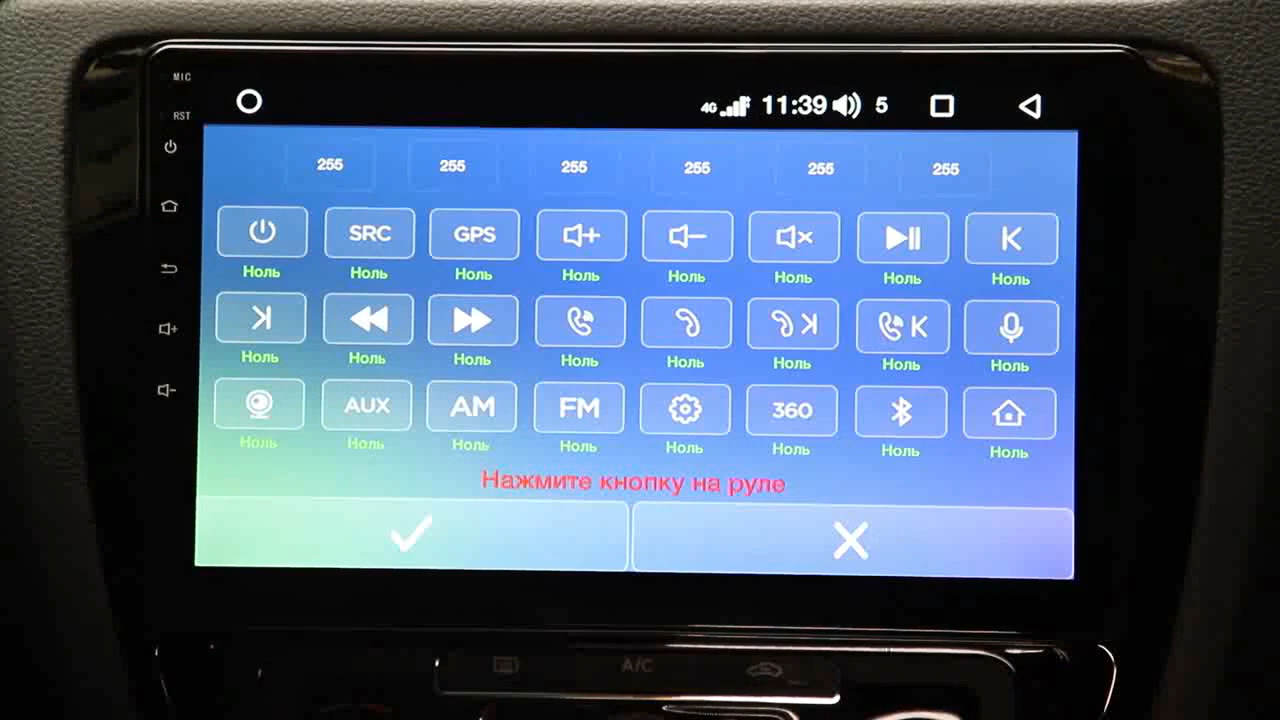 MIC
4G 11:39 5
RST
255 255 255 255 255 255
SRC GPS
Ноль Ноль Ноль Ноль Ноль Ноль Ноль Ноль
Ноль Ноль Ноль Ноль Ноль Ноль Ноль Ноль
AUX AM FM 360
Ноль Ноль Ноль Ноль Ноль Ноль Ноль Ноль
Нажмите кнопку на руле
A/C